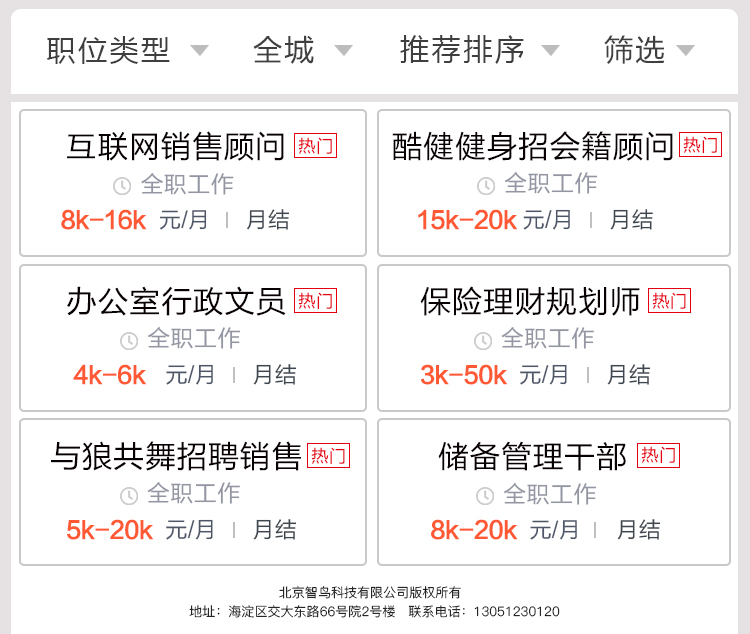 职位类型 全城 推荐排序 筛选
互联网销售顾问 热门
全职工作
8k-16k 元/月 | 月结
酷健健身招会籍顾问 热门
全职工作
15k-20k 元/月 | 月结
办公室行政文员 热门
全职工作
4k-6k 元/月 | 月结
保险理财规划师 热门
全职工作
3k-50k 元/月 | 月结
与狼共舞招聘销售 热门
全职工作
5k-20k 元/月 | 月结
储备管理干部 热门
全职工作
8k-20k 元/月 | 月结
北京智鸟科技有限公司版权所有
地址：海淀区交大东路66号院2号楼 联系电话：13051230120